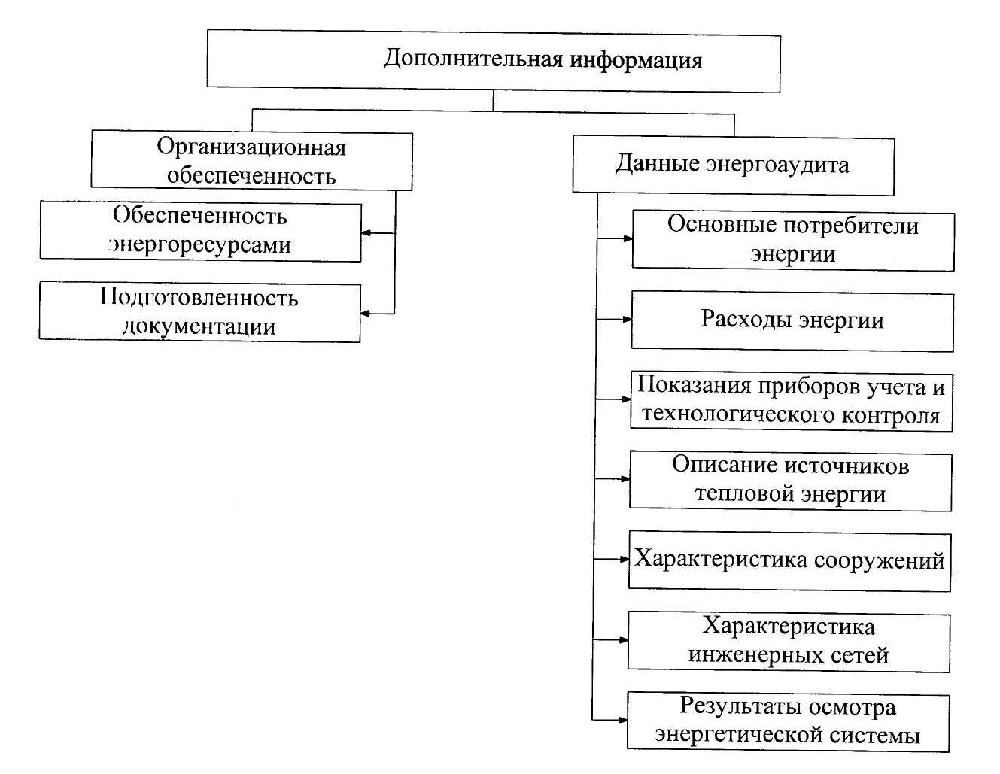 Дополнительная информация
Организационная
обеспеченность
Обеспеченность
энергоресурсами
Подготовленность
документации
Данные энергоаудита
Основные потребители
энергии
Расходы энергии
Показания приборов учета и
технологического контроля
Описание источников
тепловой энергии
Характеристика сооружений
Характеристика
инженерных сетей
Результаты осмотра
энергетической системы